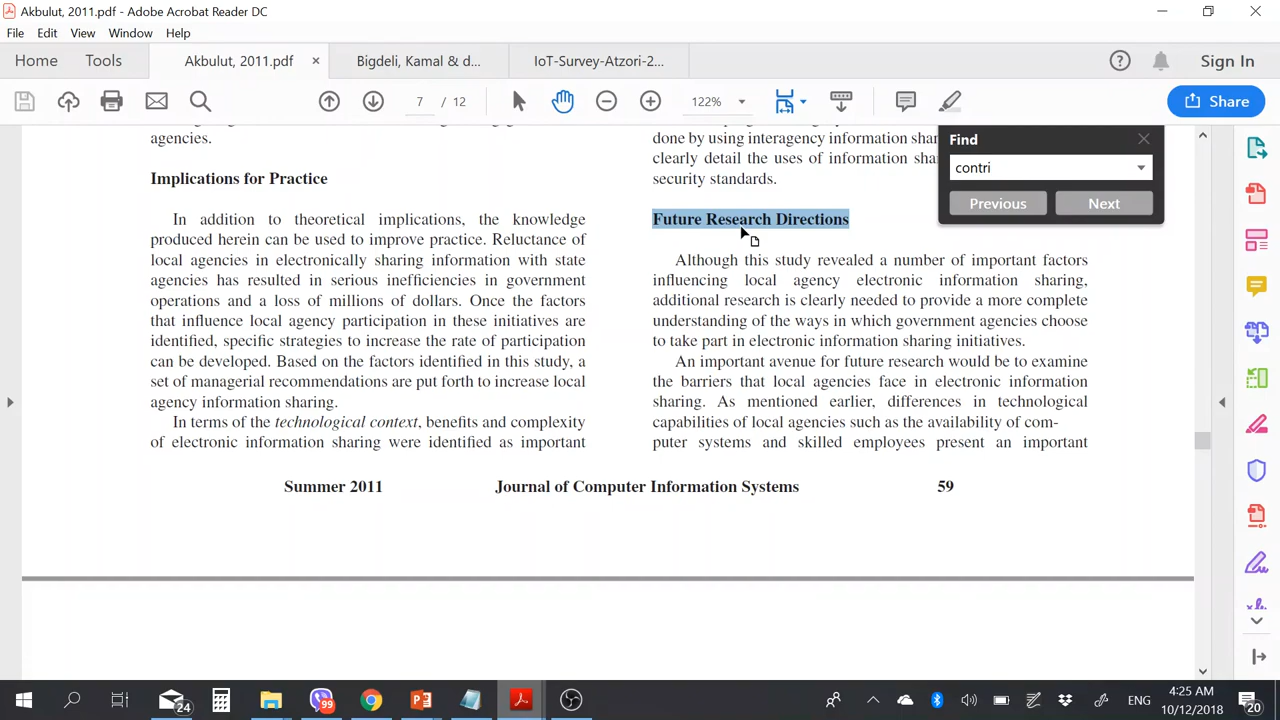 Akbulut, 2011.pdf - Adobe Acrobat Reader DC
File Edit View Window Help
Home Tools Akbulut, 2011.pdf × Bigdeli, Kamal & d... IoT-Survey-Atzori-2... Sign In
7 / 12 122% Share
agencies.
Implications for Practice
In addition to theoretical implications, the knowledge
produced herein can be used to improve practice. Reluctance of
local agencies in electronically sharing information with state
agencies has resulted in serious inefficiencies in government
operations and a loss of millions of dollars. Once the factors
that influence local agency participation in these initiatives are
identified, specific strategies to increase the rate of participation
can be developed. Based on the factors identified in this study, a
set of managerial recommendations are put forth to increase local
agency information sharing.
In terms of the technological context, benefits and complexity
of electronic information sharing were identified as important
done by using interagency information shar
clearly detail the uses of information sha
security standards.
Future Research Directions
Although this study revealed a number of important factors
influencing local agency electronic information sharing,
additional research is clearly needed to provide a more complete
understanding of the ways in which government agencies choose
to take part in electronic information sharing initiatives.
An important avenue for future research would be to examine
the barriers that local agencies face in electronic information
sharing. As mentioned earlier, differences in technological
capabilities of local agencies such as the availability of com-
puter systems and skilled employees present an important
Find
contri
Previous Next
Summer 2011 Journal of Computer Information Systems 59
24 99 ENG 4:25 AM
10/12/2018 20